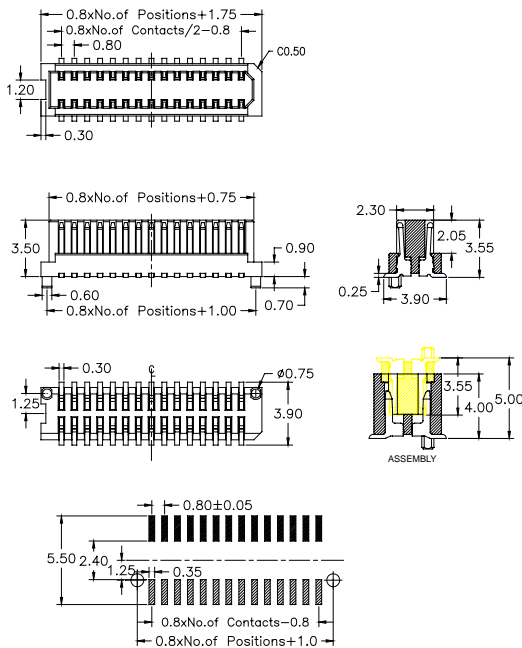 0.8xNo.of Positions+1.75
0.8xNo.of Contacts/2-0.8
0.80
C0.50
1.20
0.30
0.8xNo.of Positions+0.75
2.30
3.50
0.90
2.05
3.55
0.60
0.70
0.25
3.90
0.8xNo.of Positions+1.00
0.30
℄
ø0.75
1.25
3.90
3.55
4.00
5.00
ASSEMBLY
0.80±0.05
5.50
2.40
1.25
0.35
0.8xNo.of Contacts-0.8
0.8xNo.of Positions+1.0